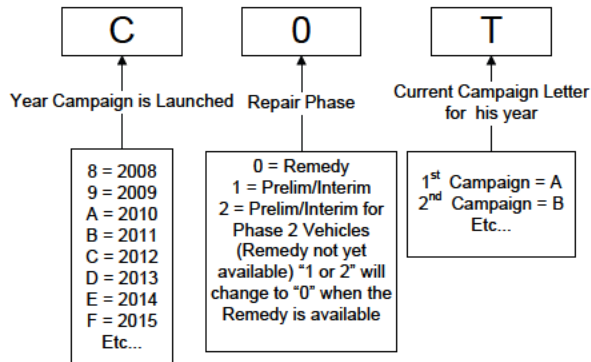 C
0
T
Year Campaign is Launched
Repair Phase
Current Campaign Letter
for his year
8 = 2008
9 = 2009
A = 2010
B = 2011
C = 2012
D = 2013
E = 2014
F = 2015
Etc...
0 = Remedy
1 = Prelim/Interim
2 = Prelim/Interim for
Phase 2 Vehicles
(Remedy not yet
available) “1 or 2” will
change to “0” when the
Remedy is available
1st Campaign = A
2nd Campaign = B
Etc...